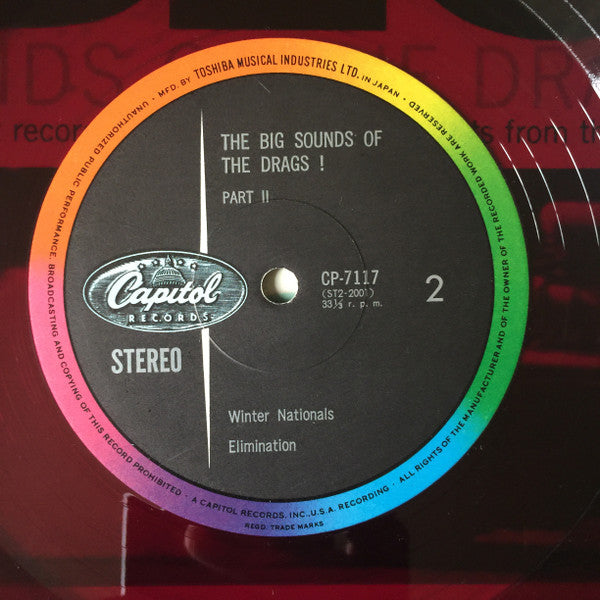 MFD. BY TOSHIBA MUSICAL INDUSTRIES LTD. IN JAPAN · ALL RIGHTS OF THE MANUFACTURER AND OF THE OWNER OF THE RECORDED WORK ARE RESERVED
UNAUTHORIZED PUBLIC PERFORMANCE, BROADCASTING AND COPYING OF THIS RECORD PROHIBITED · A CAPITOL RECORDS, INC., U.S.A. RECORDING ·
REGD. TRADE MARKS
THE BIG SOUNDS OF
THE DRAGS !
PART II
CP-7117
(ST2-2001)
33⅓ r. p. m.
2
Capitol
RECORDS
STEREO
Winter Nationals
Elimination
recor
s from th